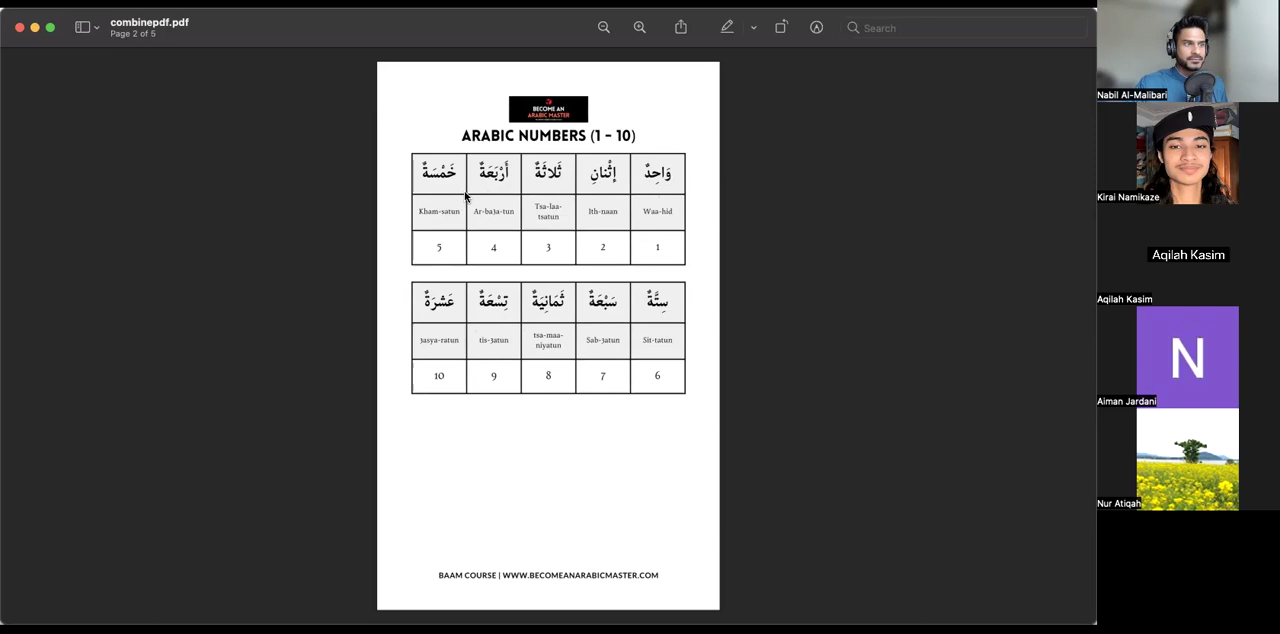 combinepdf.pdf
Page 2 of 5
Search
BECOME AN
ARABIC MASTER
ARABIC NUMBERS (1 - 10)
وَاحِدٌ إِثْنَانِ ثَلَاثَةٌ أَرْبَعَةٌ خَمْسَةٌ
Kham-satun Ar-ba3a-tun Tsa-laa-tsatun Ith-naan Waa-hid
5 4 3 2 1
سِتَّةٌ سَبْعَةٌ ثَمَانِيَةٌ تِسْعَةٌ عَشَرَةٌ
3asya-ratun tis-3atun tsa-maa-niyatun Sab-3atun Sit-tatun
10 9 8 7 6
BAAM COURSE | WWW.BECOMEANARABICMASTER.COM
Nabil Al-Malibari
Kirai Namikaze
Aqilah Kasim
Aqilah Kasim
N
Aiman Jardani
Nur Atiqah